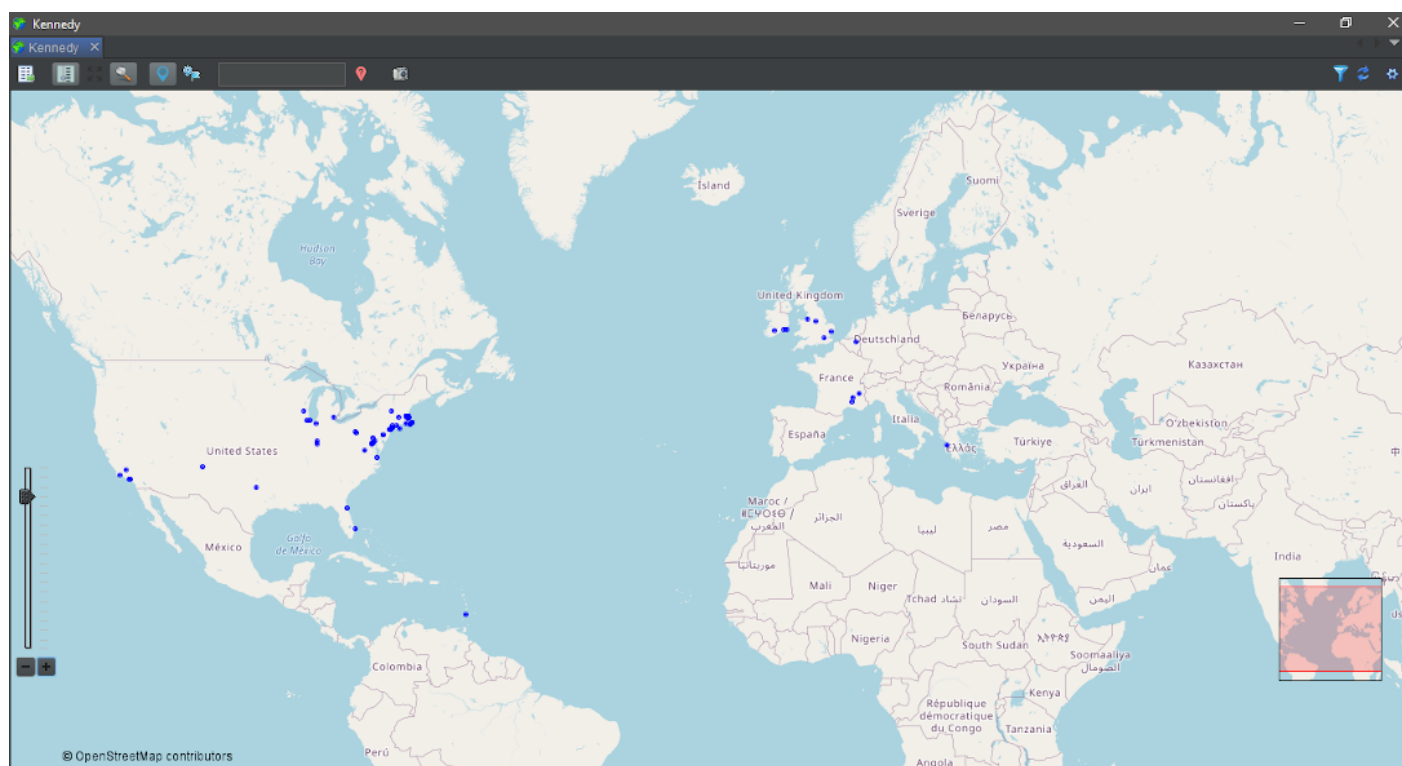 Kennedy
Kennedy
Ísland
Suomi
Sverige
Hudson
Bay
United Kingdom
Беларусь
Deutschland
Україна
Қазақстан
France
România
Italia
O'zbekiston
España
Ελλάς
Türkiye
Türkmenistan
United States
افغانستان
العراق
ایران
پاکستان
Maroc /
ⵍⵎⵖⵔⵉⴱ /
المغرب
الجزائر
ليبيا
مصر
Golfo
de México
México
السعودية
India
موريتانيا
عمان
Mali
Niger
Tchad تشاد
السودان
اليمن
Nigeria
South Sudan
Soomaaliya
الصومال
Colombia
Kenya
République
démocratique
du Congo
Tanzania
Perú
Angola
© OpenStreetMap contributors